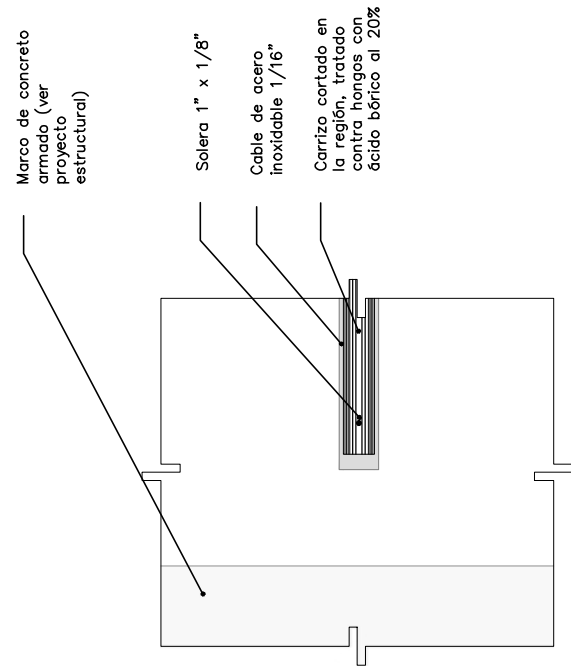 Marco de concreto
armado (ver
proyecto
estructural)
Solera 1” x 1/8”
Cable de acero
inoxidable 1/16”
Carrizo cortado en
la región, tratado
contra hongos con
ácido bórico al 20%